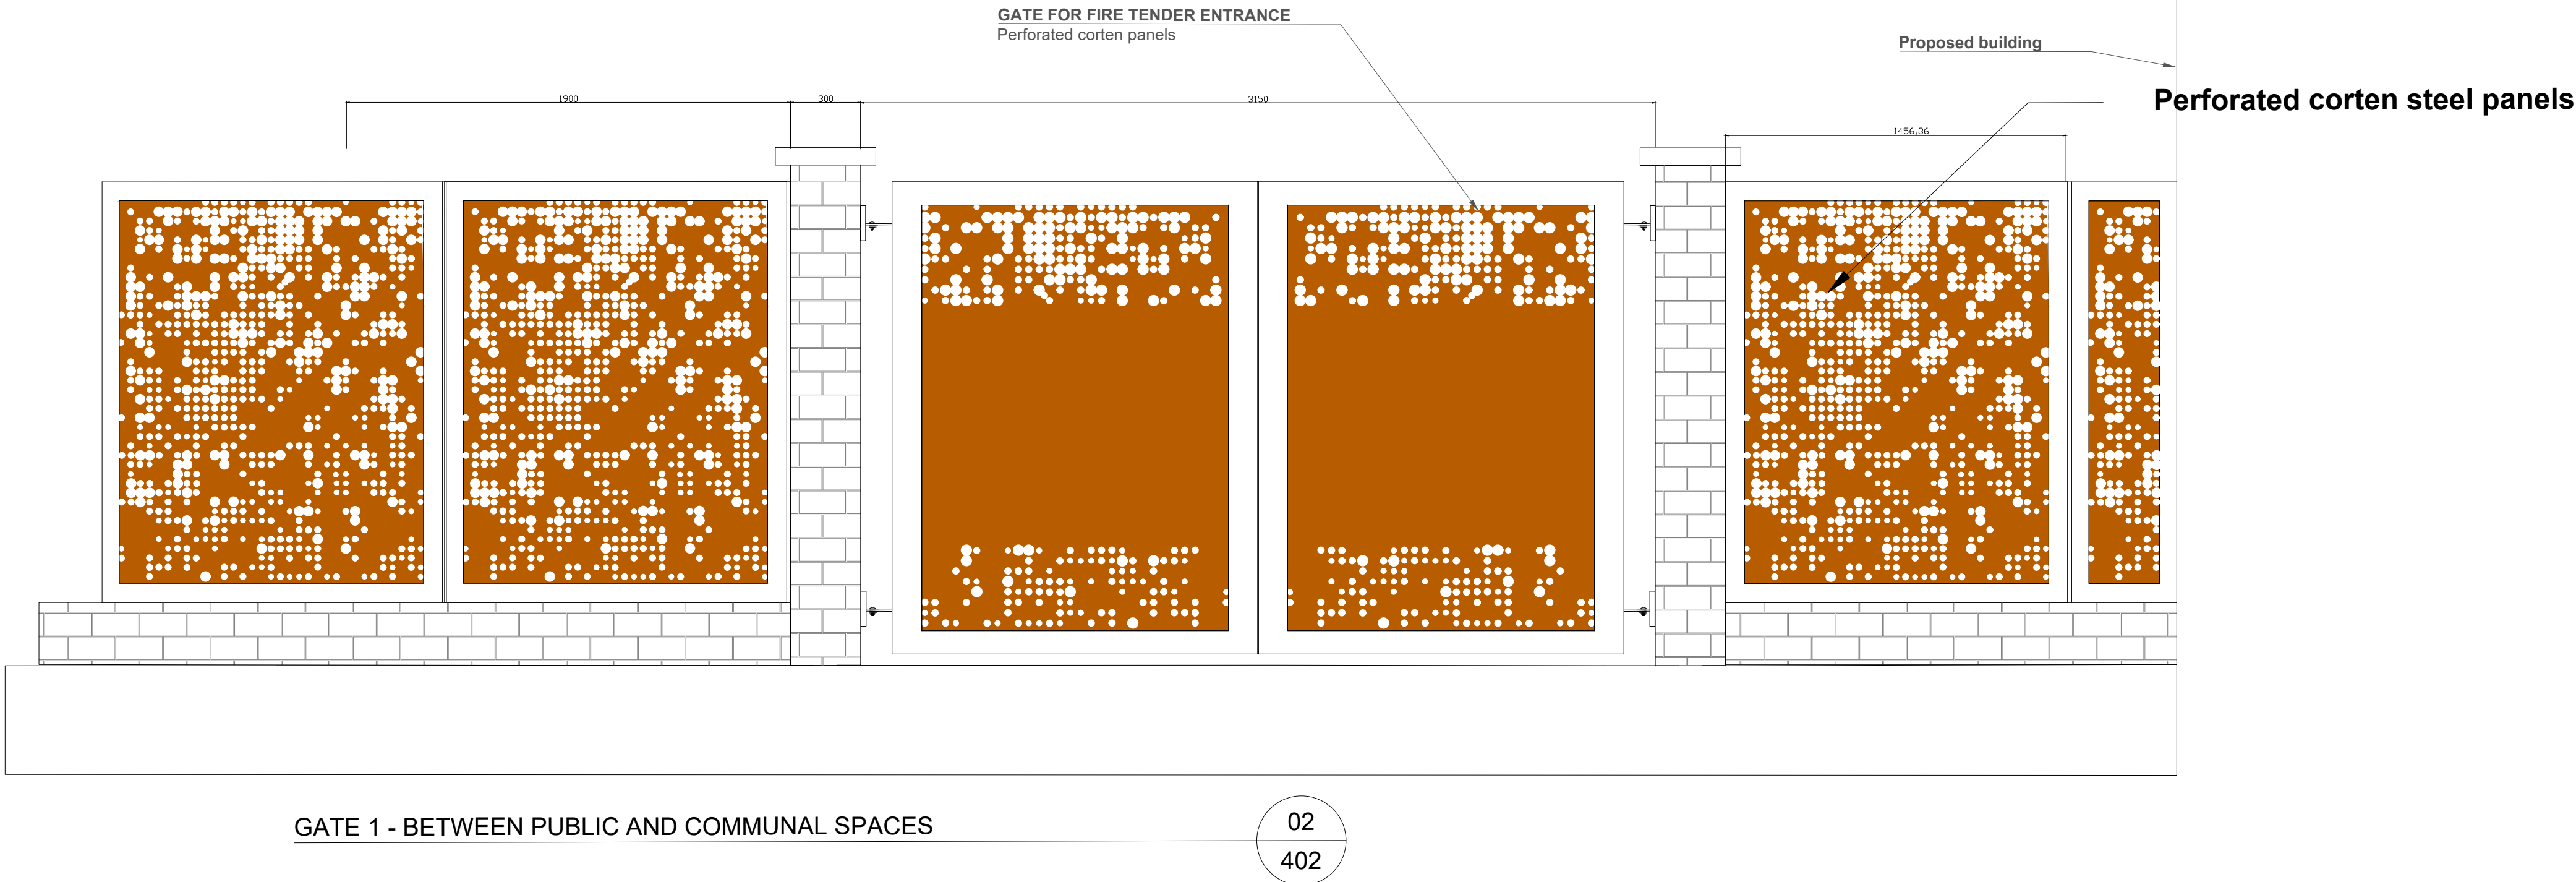 GATE FOR FIRE TENDER ENTRANCE
Perforated corten panels
Proposed building
Perforated corten steel panels
1900
300
3150
1456,36
GATE 1 - BETWEEN PUBLIC AND COMMUNAL SPACES
02
402